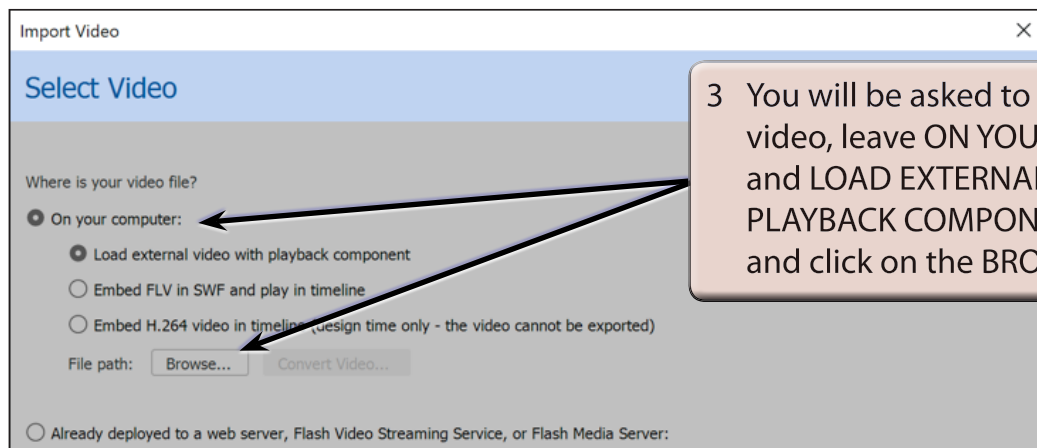 Import Video
Select Video
3 You will be asked to
video, leave ON YOU
and LOAD EXTERNAL
PLAYBACK COMPON
and click on the BRO
Where is your video file?
On your computer:
Load external video with playback component
Embed FLV in SWF and play in timeline
Embed H.264 video in timeline (design time only - the video cannot be exported)
File path: Browse... Convert Video...
Already deployed to a web server, Flash Video Streaming Service, or Flash Media Server: